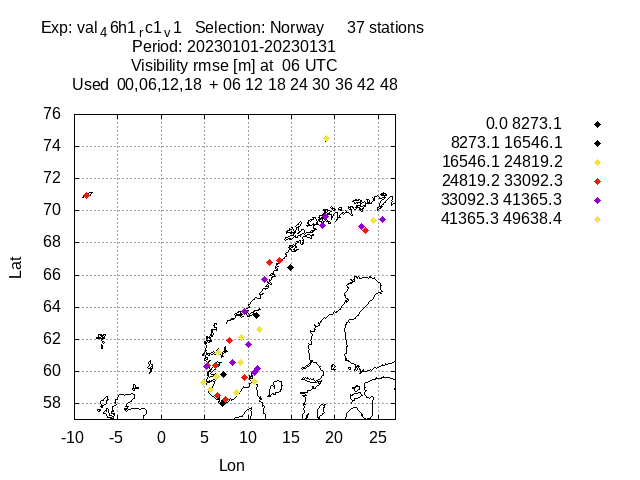 Exp: val4 6h1rc1v1   Selection: Norway     37 stations
Period: 20230101-20230131
Visibility rmse [m] at  06 UTC
Used  00,06,12,18  + 06 12 18 24 30 36 42 48
0.0 8273.1
8273.1 16546.1
16546.1 24819.2
24819.2 33092.3
33092.3 41365.3
41365.3 49638.4
76
74
72
70
68
66
64
62
60
58
Lat
-10 -5 0 5 10 15 20 25
Lon